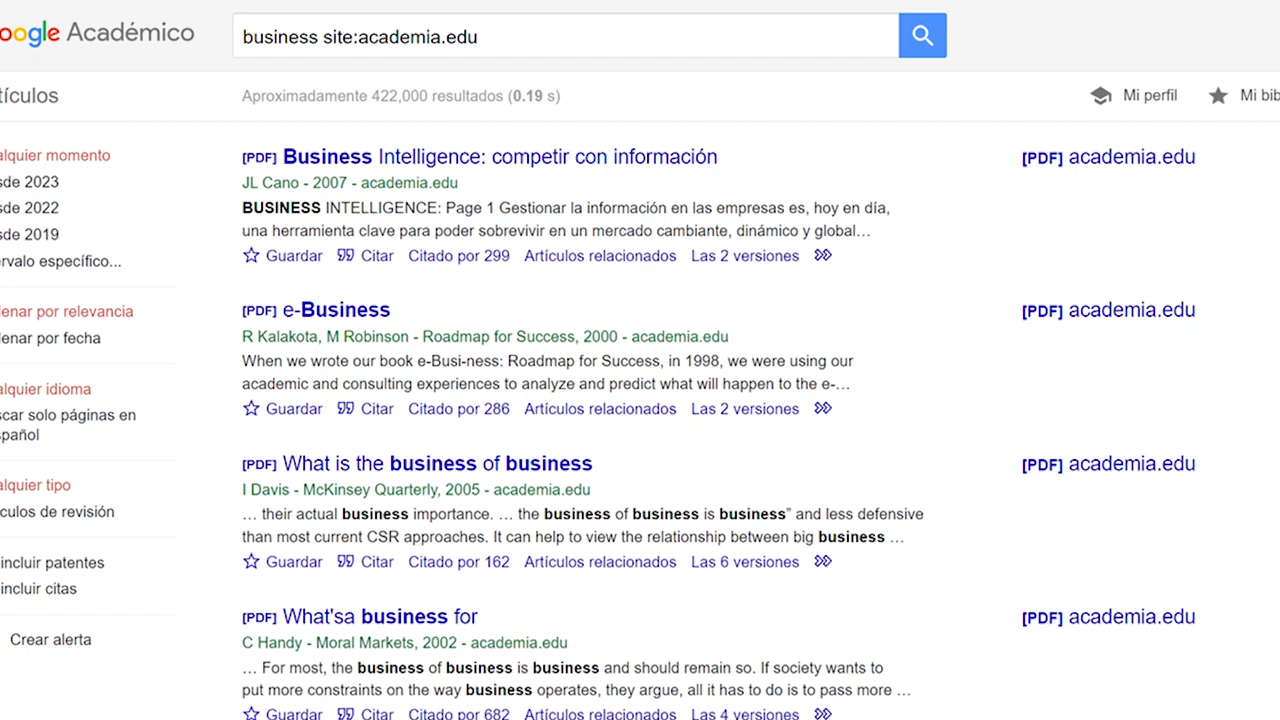 oogle Académico
business site:academia.edu
tículos
Aproximadamente 422,000 resultados (0.19 s)
Mi perfil
Mi bib
alquier momento
sde 2023
sde 2022
sde 2019
rvalo específico...
lenar por relevancia
lenar por fecha
alquier idioma
scar solo páginas en
spañol
alquier tipo
culos de revisión
incluir patentes
incluir citas
Crear alerta
[PDF] Business Intelligence: competir con información
[PDF] academia.edu
JL Cano - 2007 - academia.edu
BUSINESS INTELLIGENCE: Page 1 Gestionar la información en las empresas es, hoy en día,
una herramienta clave para poder sobrevivir en un mercado cambiante, dinámico y global…
Guardar Citar Citado por 299 Artículos relacionados Las 2 versiones
[PDF] e-Business
[PDF] academia.edu
R Kalakota, M Robinson - Roadmap for Success, 2000 - academia.edu
When we wrote our book e-Busi-ness: Roadmap for Success, in 1998, we were using our
academic and consulting experiences to analyze and predict what will happen to the e-…
Guardar Citar Citado por 286 Artículos relacionados Las 2 versiones
[PDF] What is the business of business
[PDF] academia.edu
I Davis - McKinsey Quarterly, 2005 - academia.edu
… their actual business importance. … the business of business is business” and less defensive
than most current CSR approaches. It can help to view the relationship between big business …
Guardar Citar Citado por 162 Artículos relacionados Las 6 versiones
[PDF] What'sa business for
[PDF] academia.edu
C Handy - Moral Markets, 2002 - academia.edu
… For most, the business of business is business and should remain so. If society wants to
put more constraints on the way business operates, they argue, all it has to do is to pass more …
Guardar Citar Citado por 682 Artículos relacionados Las 4 versiones